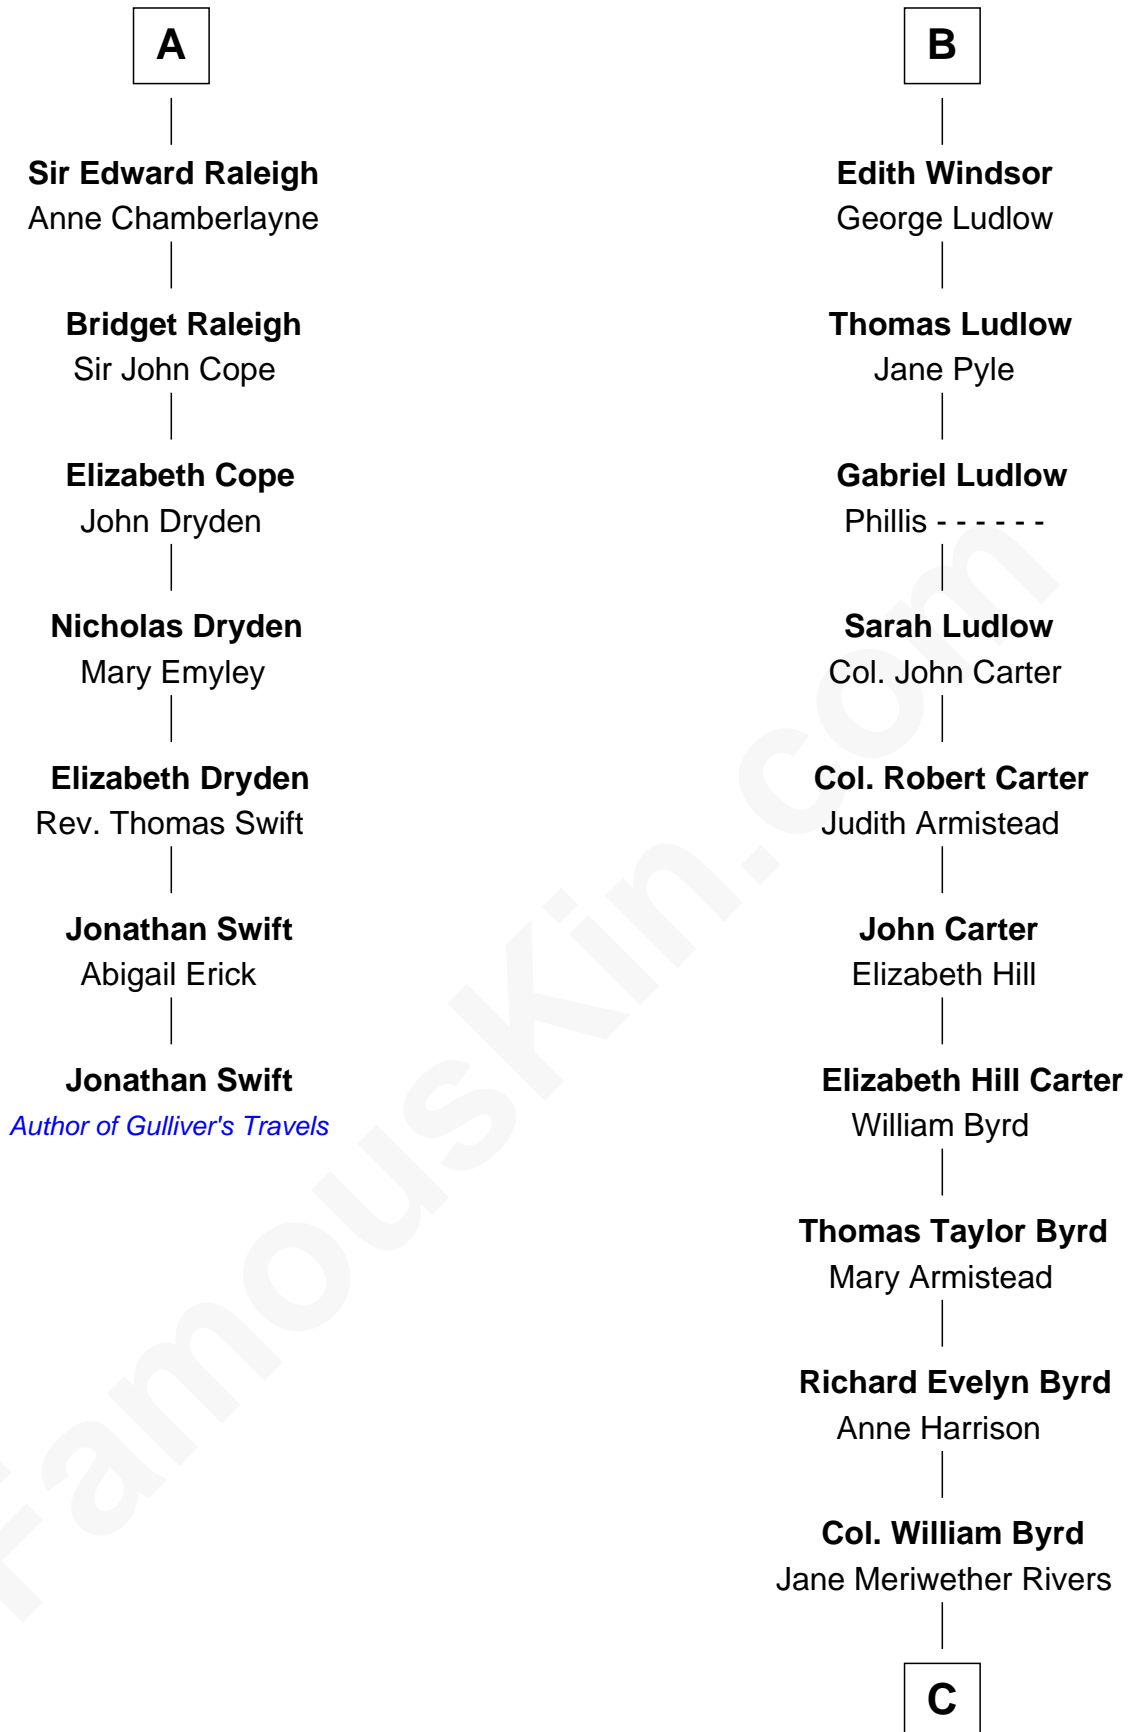 A
Sir Edward Raleigh
Anne Chamberlayne
Bridget Raleigh
Sir John Cope
Elizabeth Cope
John Dryden
Nicholas Dryden
Mary Emyley
Elizabeth Dryden
Rev. Thomas Swift
Jonathan Swift
Abigail Erick
Jonathan Swift
Author of Gulliver's Travels
B
Edith Windsor
George Ludlow
Thomas Ludlow
Jane Pyle
Gabriel Ludlow
Phillis - - - - - -
Sarah Ludlow
Col. John Carter
Col. Robert Carter
Judith Armistead
John Carter
Elizabeth Hill
Elizabeth Hill Carter
William Byrd
Thomas Taylor Byrd
Mary Armistead
Richard Evelyn Byrd
Anne Harrison
Col. William Byrd
Jane Meriwether Rivers
C
FamousKin.com